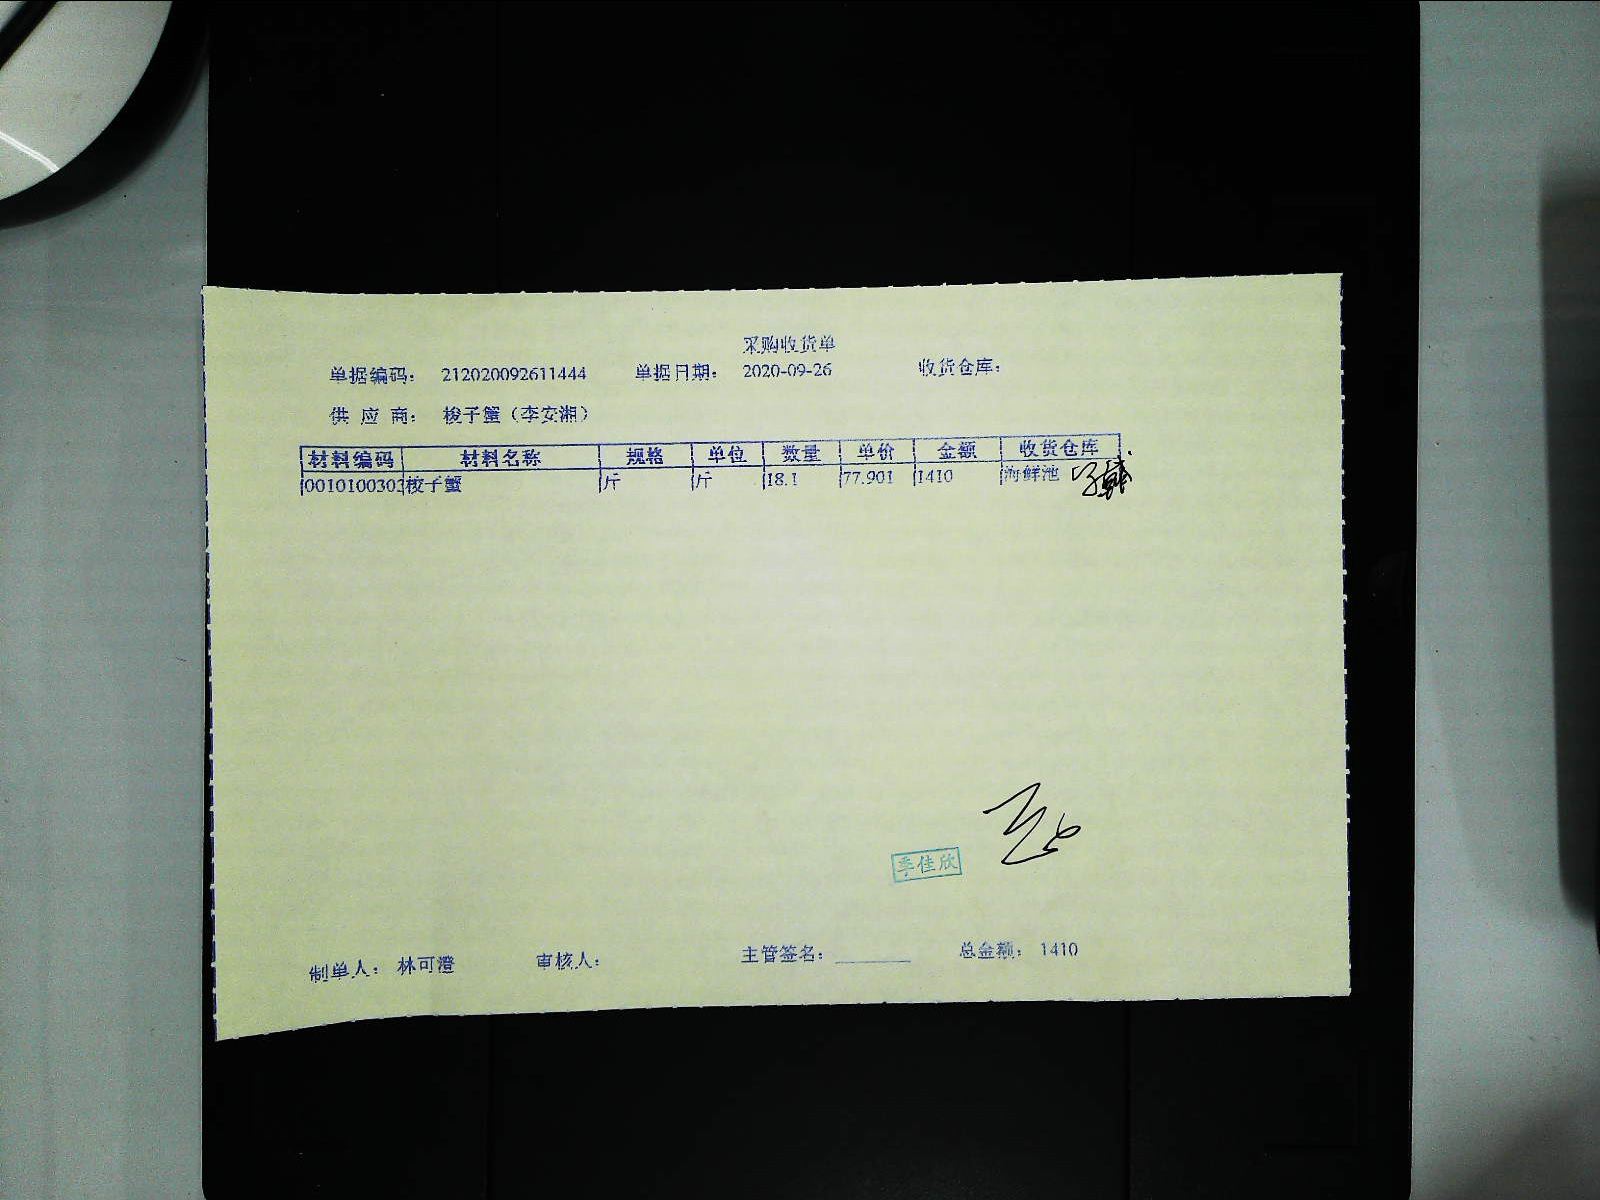 采购收货单
单据编码： 212020092611444 单据日期： 2020-09-26 收货仓库：
供 应 商： 梭子蟹（李安湘）
材料编码 材料名称 规格 单位 数量 单价 金额 收货仓库
0010100302 梭子蟹 斤 斤 18.1 77.901 1410 海鲜池
季佳欣
制单人： 林可澄 审核人： 主管签名：________ 总金额： 1410